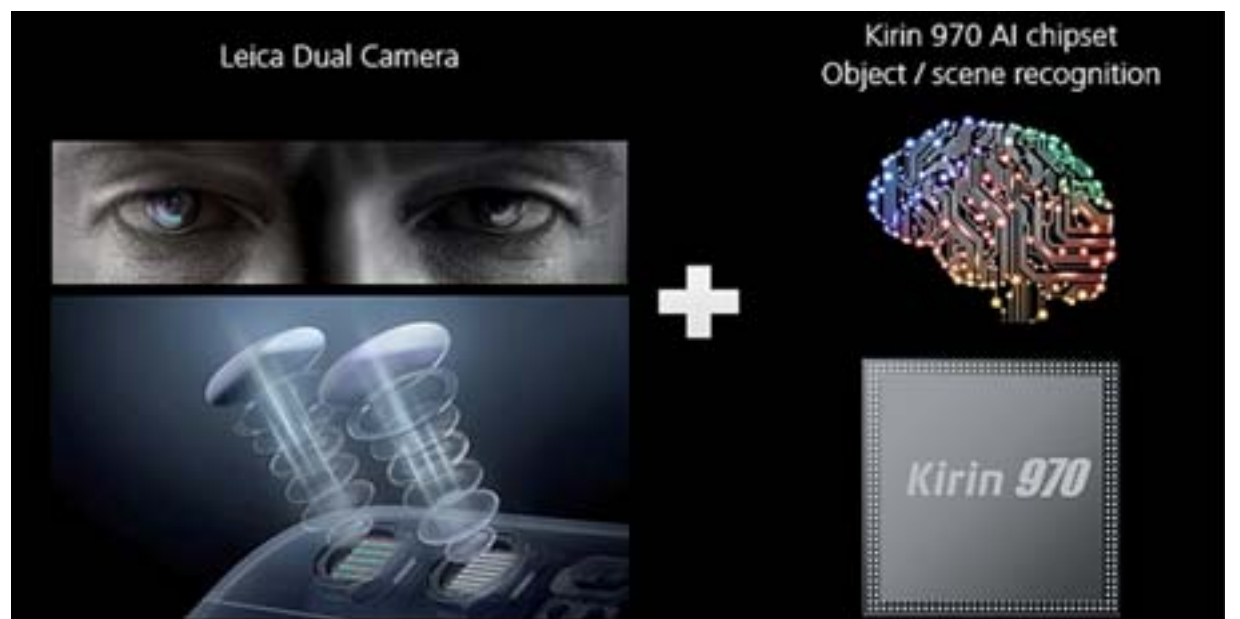 Leica Dual Camera
Kirin 970 AI chipset
Object / scene recognition
Kirin 970